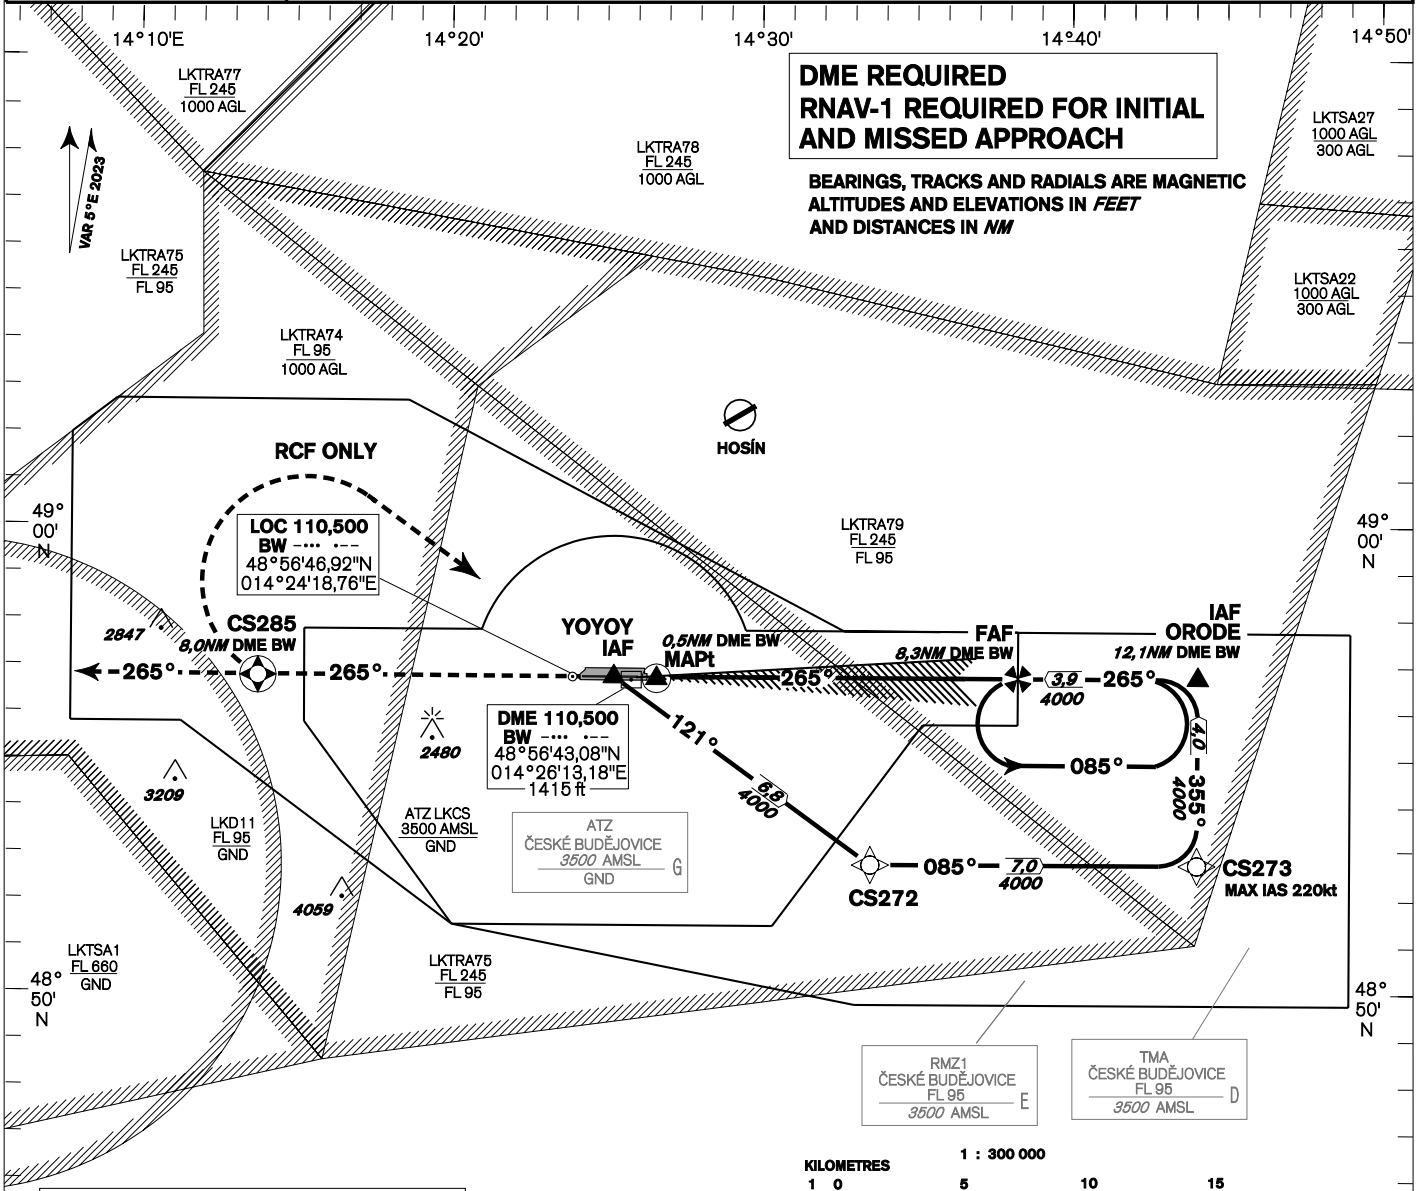 14°10'E
14°20'
14°30'
14°40'
14°50'
LKTRA77
FL 245
1000 AGL
DME REQUIRED
RNAV-1 REQUIRED FOR INITIAL
AND MISSED APPROACH
LKTSA27
1000 AGL
300 AGL
VAR 5°E 2023
LKTRA78
FL 245
1000 AGL
BEARINGS, TRACKS AND RADIALS ARE MAGNETIC
ALTITUDES AND ELEVATIONS IN FEET
AND DISTANCES IN NM
LKTRA75
FL 245
FL 95
LKTSA22
1000 AGL
300 AGL
LKTRA74
FL 95
1000 AGL
HOSÍN
RCF ONLY
49°
00'
N
LOC 110,500
BW -··· ·--
48°56'46,92"N
014°24'18,76"E
LKTRA79
FL 245
FL 95
49°
00'
N
2847
CS285
8,0NM DME BW
YOYOY
IAF
0,5NM DME BW
MAPt
FAF
8,3NM DME BW
IAF
ORODE
12,1NM DME BW
265°
265°
265°
3,9
4000
265°
121°
6,8
4000
085°
4,0
4000
355°
2480
DME 110,500
BW -··· ·--
48°56'43,08"N
014°26'13,18"E
1415 ft
3209
LKD11
FL 95
GND
ATZ LKCS
3500 AMSL
GND
ATZ
ČESKÉ BUDĚJOVICE
3500 AMSL
GND
G
CS272
085°
7,0
4000
CS273
MAX IAS 220kt
4059
LKTSA1
FL 660
GND
48°
50'
N
LKTRA75
FL 245
FL 95
48°
50'
N
RMZ1
ČESKÉ BUDĚJOVICE
FL 95
3500 AMSL
E
TMA
ČESKÉ BUDĚJOVICE
FL 95
3500 AMSL
D
1 : 300 000
KILOMETRES
1 0 5 10 15